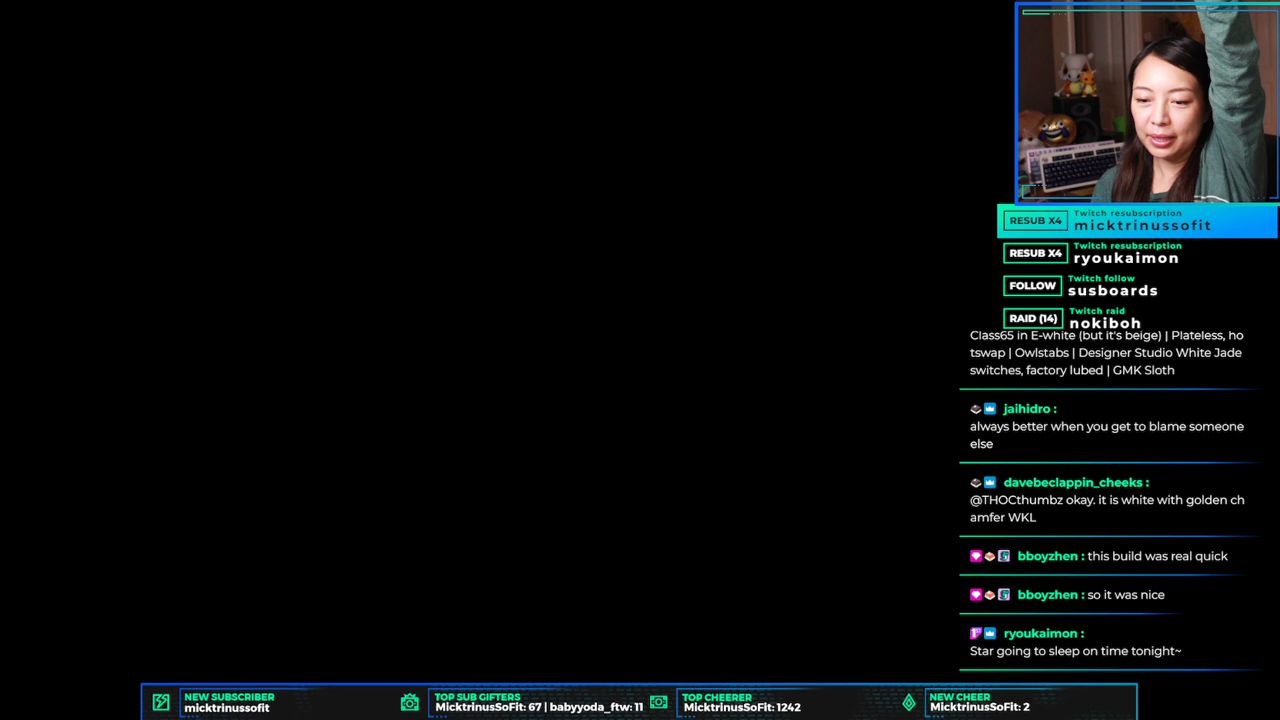 RESUB X4
Twitch resubscription
micktrinussofit
RESUB X4
Twitch resubscription
ryoukaimon
FOLLOW
Twitch follow
susboards
RAID (14)
Twitch raid
nokiboh
Class65 in E-white (but it's beige) | Plateless, ho
tswap | Owlstabs | Designer Studio White Jade
switches, factory lubed | GMK Sloth
jaihidro :
always better when you get to blame someone
else
davebeclappin_cheeks :
@THOCthumbz okay. it is white with golden ch
amfer WKL
bboyzhen : this build was real quick
bboyzhen : so it was nice
ryoukaimon :
Star going to sleep on time tonight~
NEW SUBSCRIBER
micktrinussofit
TOP SUB GIFTERS
MicktrinusSoFit: 67 | babyyoda_ftw: 11
TOP CHEERER
MicktrinusSoFit: 1242
NEW CHEER
MicktrinusSoFit: 2